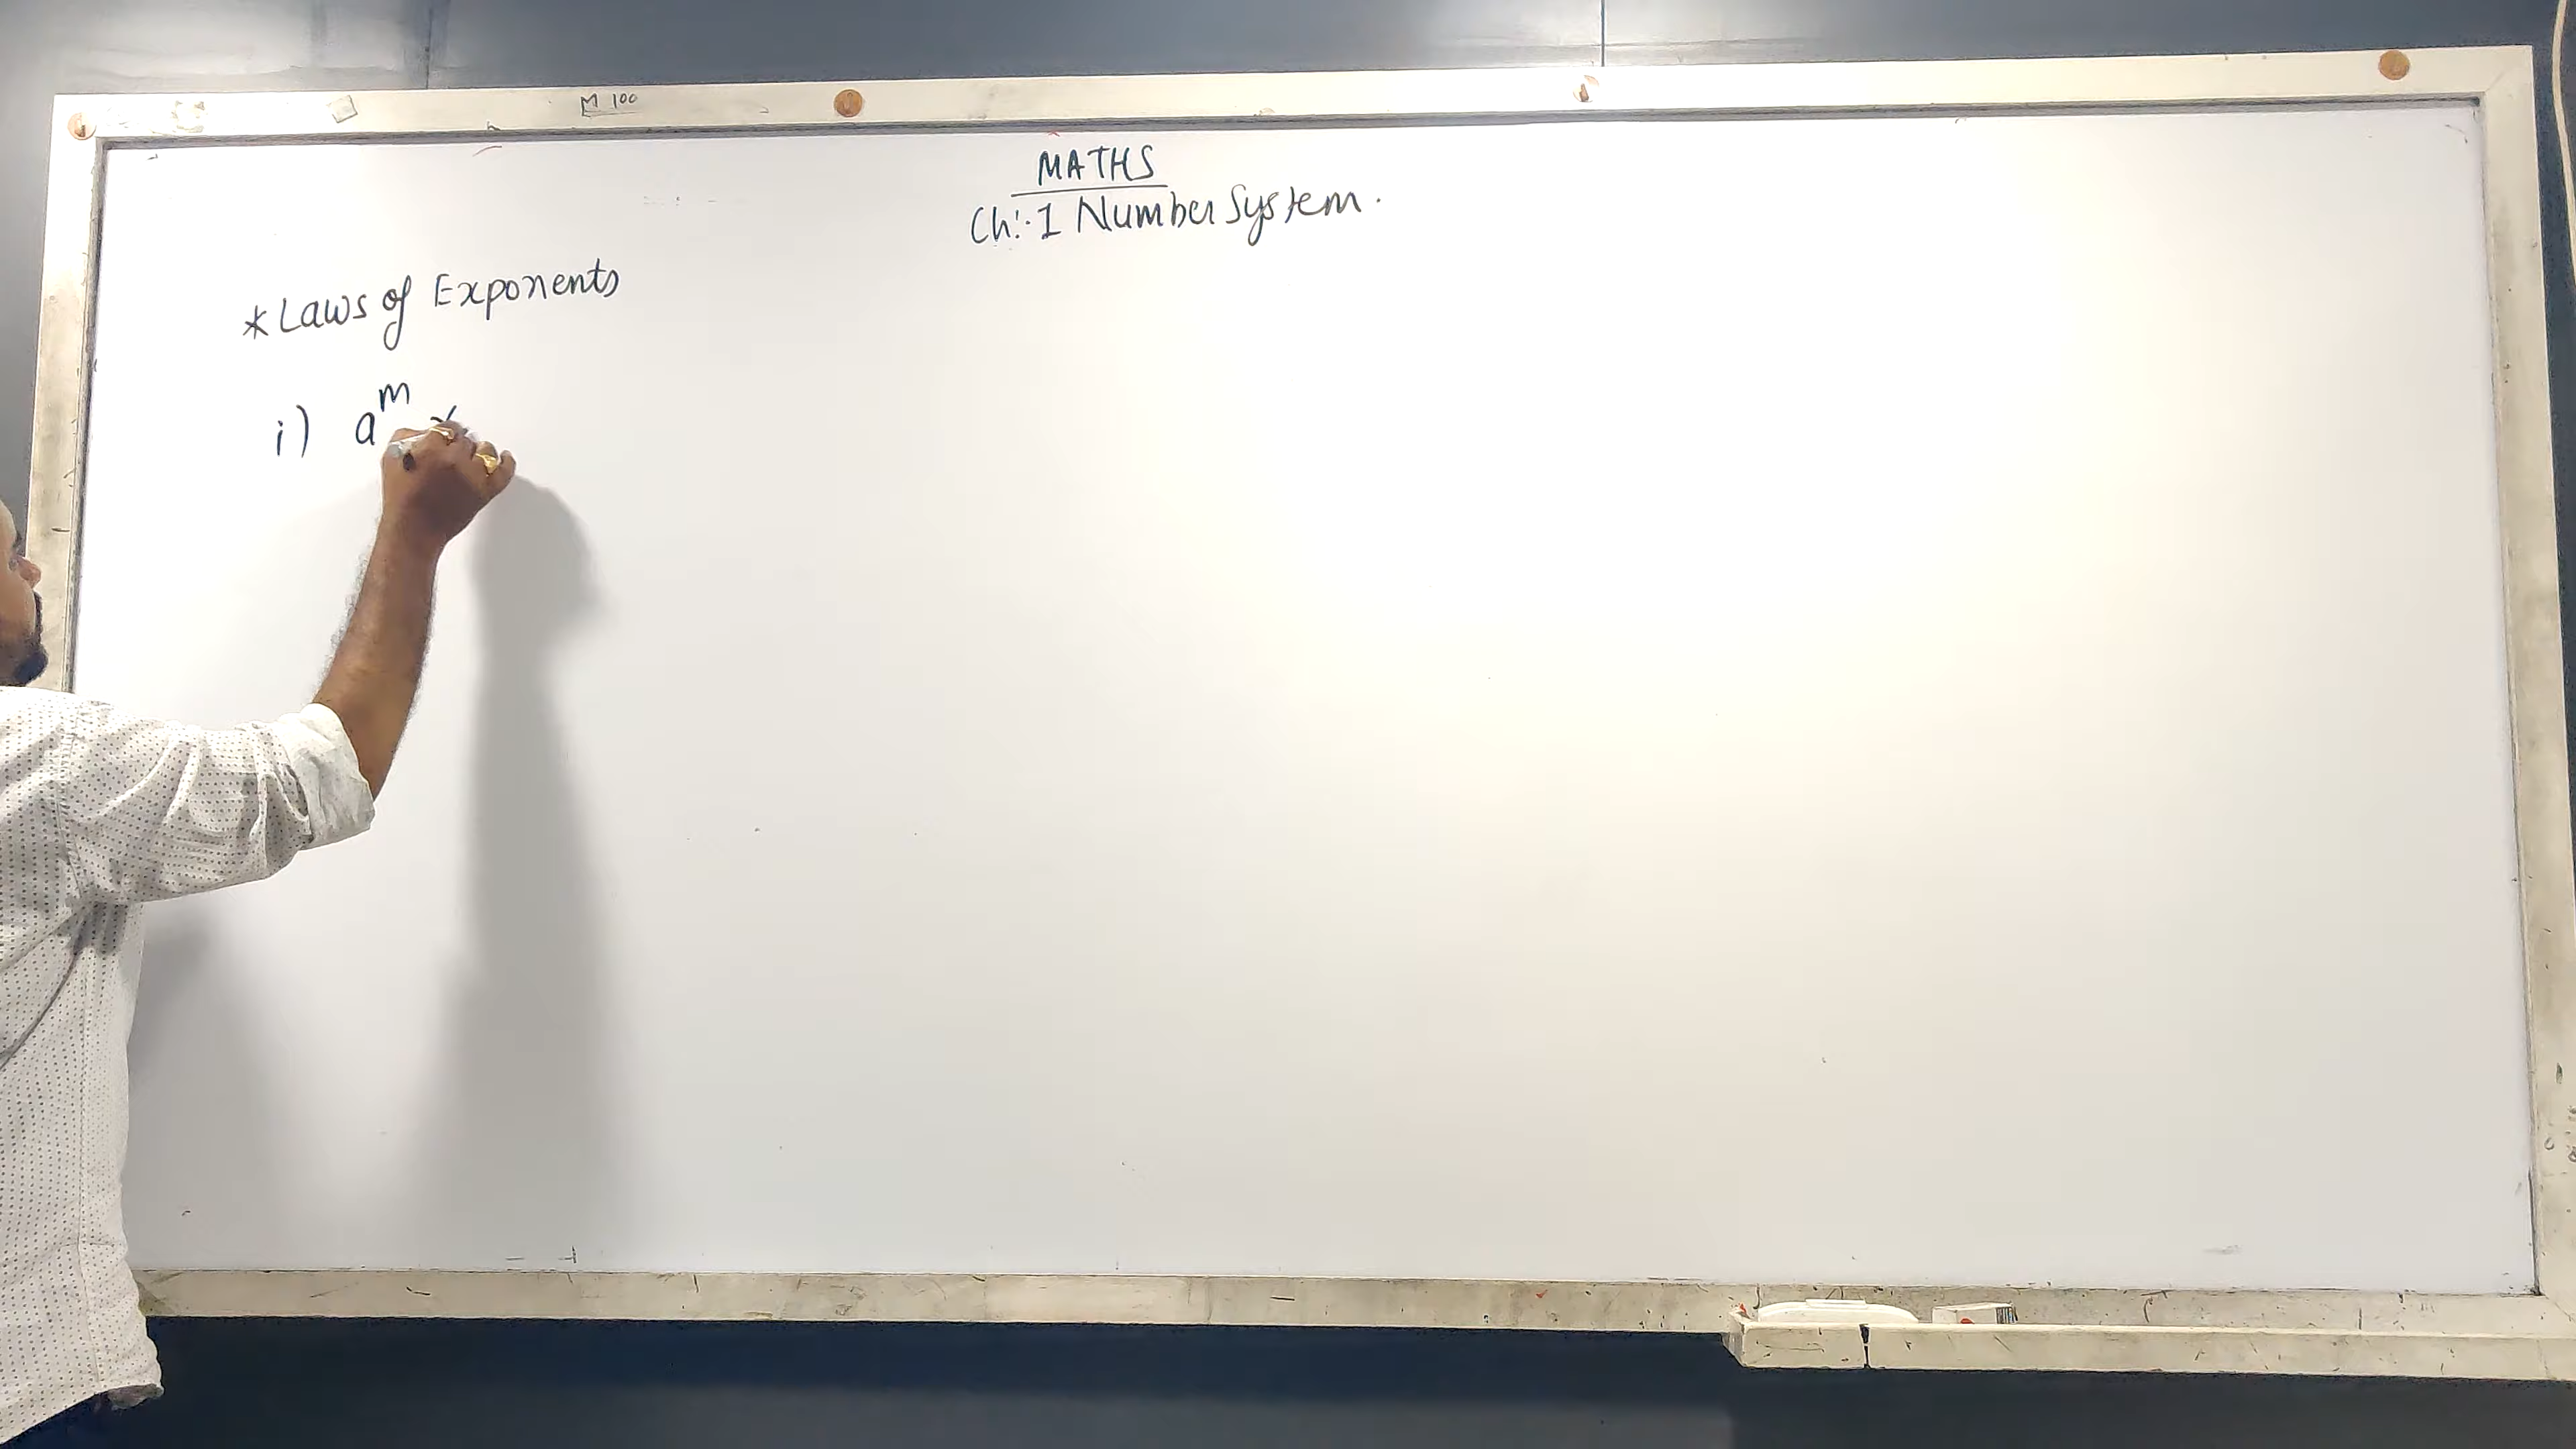 M 100
MATHS
Ch:-1 Number System.
*Laws of Exponents
i) a^m ×